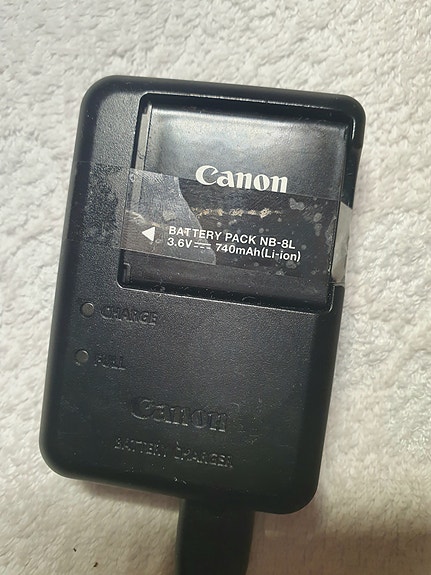 Canon
BATTERY PACK NB-8L
3.6V⎓ 740mAh(Li-ion)
CHARGE
FULL
Canon
BATTERY CHARGER